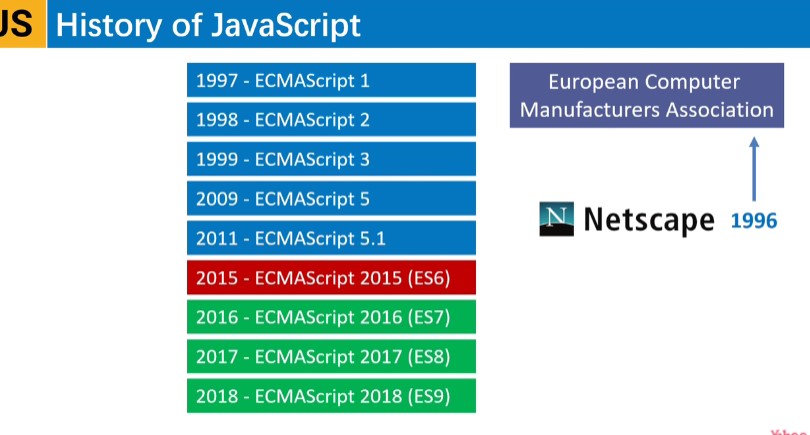 JS History of JavaScript
1997 - ECMAScript 1
1998 - ECMAScript 2
1999 - ECMAScript 3
2009 - ECMAScript 5
2011 - ECMAScript 5.1
2015 - ECMAScript 2015 (ES6)
2016 - ECMAScript 2016 (ES7)
2017 - ECMAScript 2017 (ES8)
2018 - ECMAScript 2018 (ES9)
European Computer
Manufacturers Association
N Netscape 1996